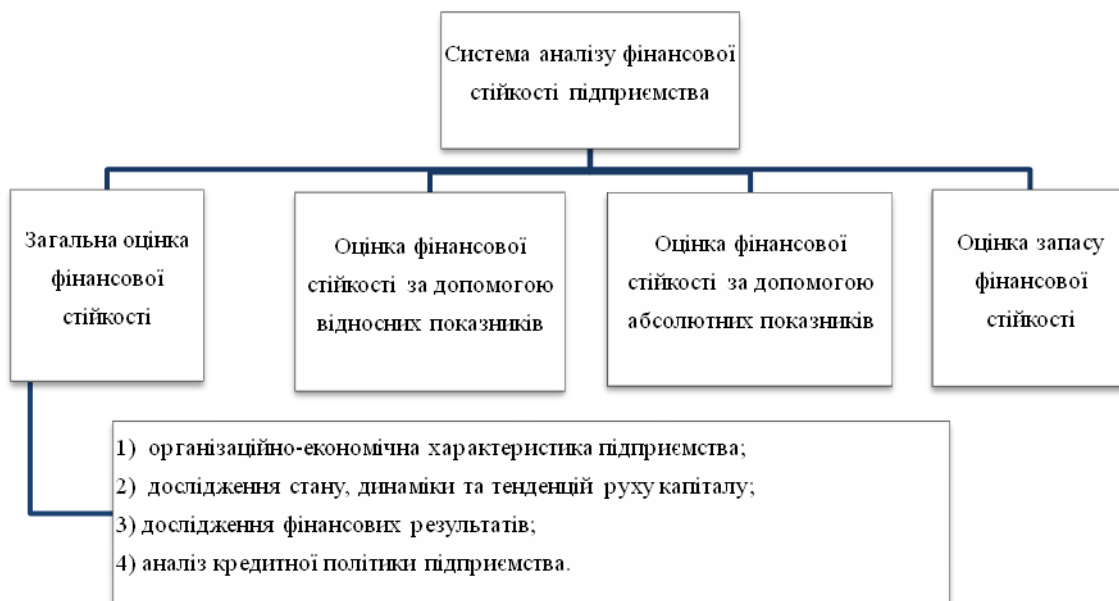 Система аналізу фінансової
стійкості підприємства
Загальна оцінка
фінансової
стійкості
Оцінка фінансової
стійкості за допомогою
відносних показників
Оцінка фінансової
стійкості за допомогою
абсолютних показників
Оцінка запасу
фінансової
стійкості
1) організаційно-економічна характеристика підприємства;
2) дослідження стану, динаміки та тенденцій руху капіталу;
3) дослідження фінансових результатів;
4) аналіз кредитної політики підприємства.